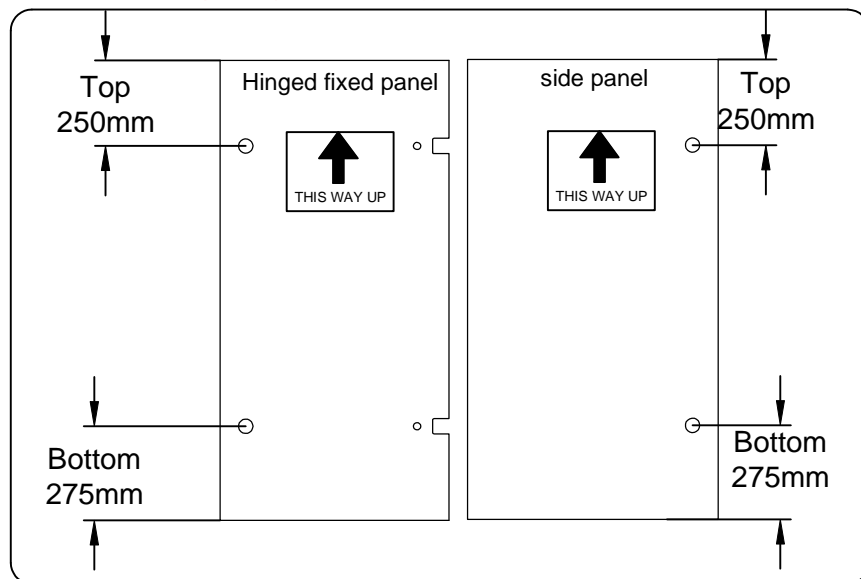 Top
250mm
Hinged fixed panel
THIS WAY UP
Bottom
275mm
side panel
THIS WAY UP
Top
250mm
Bottom
275mm